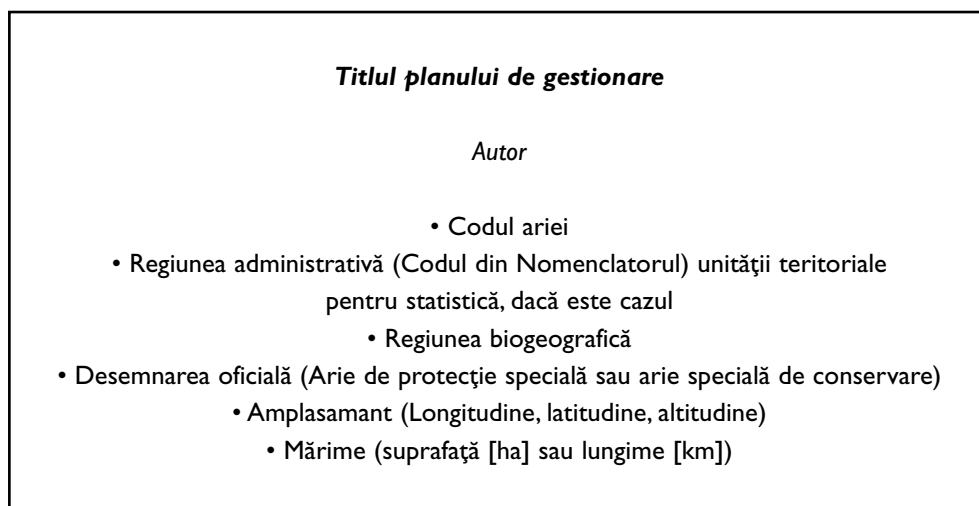 Titlul planului de gestionare
Autor
• Codul ariei
• Regiunea administrativă (Codul din Nomenclatorul) unităţii teritoriale
pentru statistică, dacă este cazul
• Regiunea biogeografică
• Desemnarea oficială (Arie de protecţie specială sau arie specială de conservare)
• Amplasamant (Longitudine, latitudine, altitudine)
• Mărime (suprafaţă [ha] sau lungime [km])